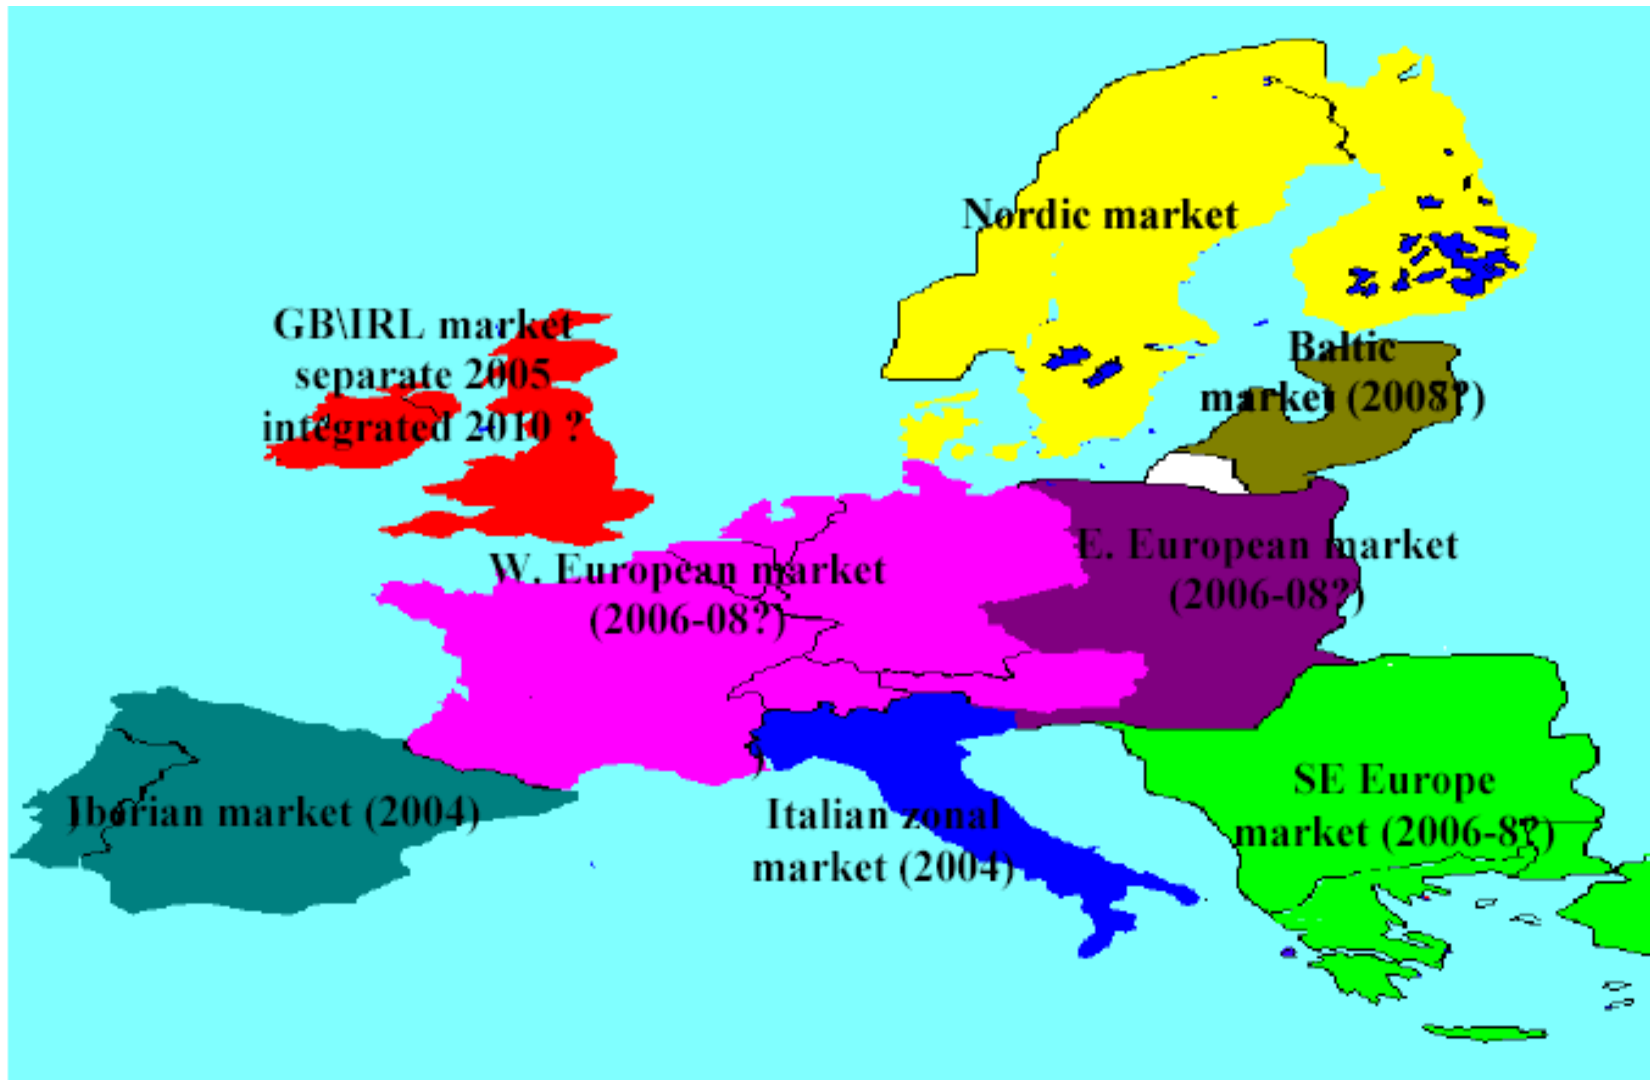 Nordic market
GB\IRL market
separate 2005
integrated 2010 ?
Baltic
market (2008?)
W. European market
(2006-08?)
E. European market
(2006-08?)
Iberian market (2004)
Italian zonal
market (2004)
SE Europe
market (2006-8?)